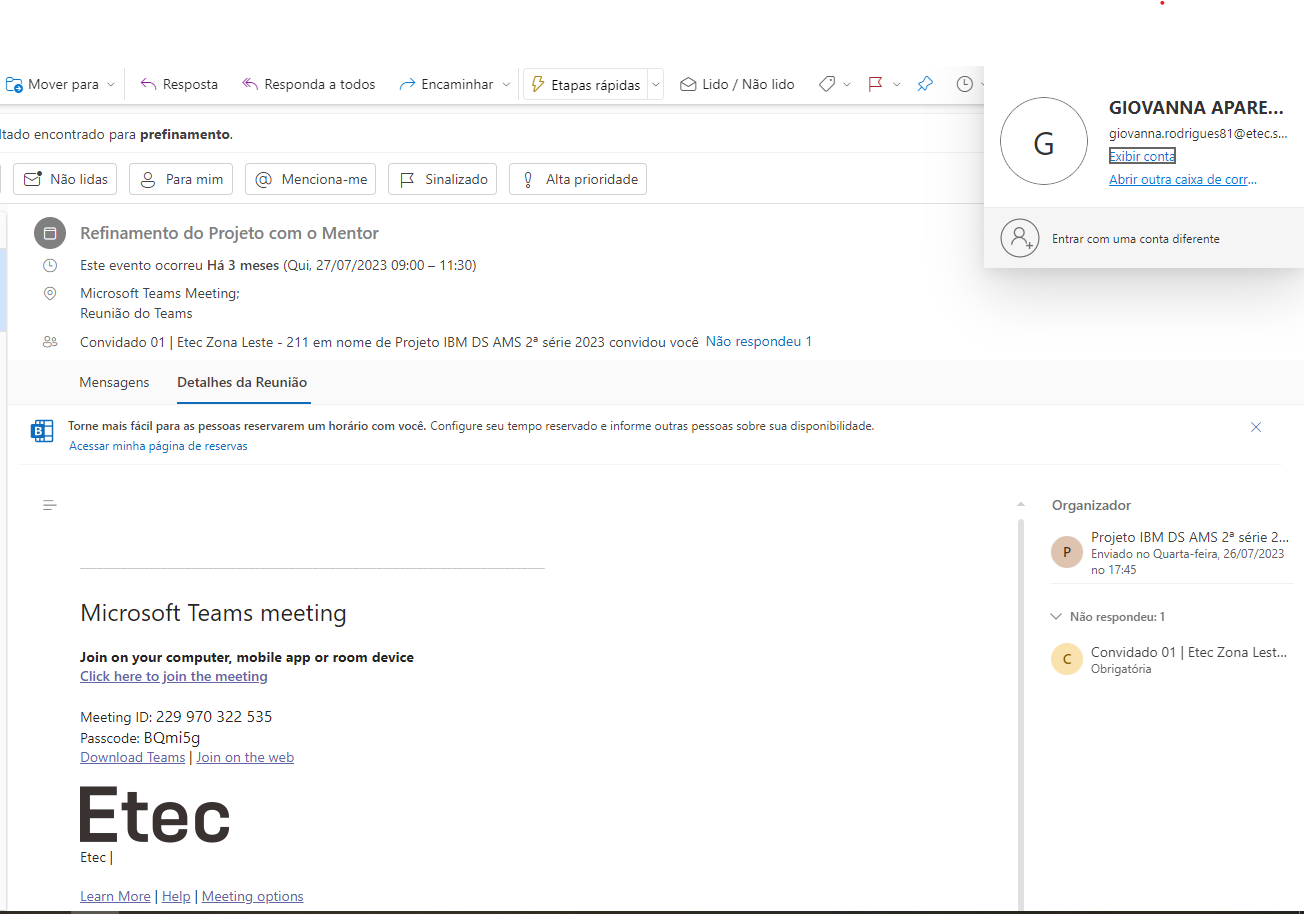 Mover para
Resposta
Responda a todos
Encaminhar
Etapas rápidas
Lido / Não lido
G
GIOVANNA APARE...
giovanna.rodrigues81@etec.s...
Exibir conta
Abrir outra caixa de corr...
Entrar com uma conta diferente
ltado encontrado para prefinamento.
Não lidas
Para mim
@ Menciona-me
Sinalizado
Alta prioridade
Refinamento do Projeto com o Mentor
Este evento ocorreu Há 3 meses (Qui, 27/07/2023 09:00 – 11:30)
Microsoft Teams Meeting;
Reunião do Teams
Convidado 01 | Etec Zona Leste - 211 em nome de Projeto IBM DS AMS 2ª série 2023 convidou você Não respondeu 1
Mensagens
Detalhes da Reunião
B
Torne mais fácil para as pessoas reservarem um horário com você. Configure seu tempo reservado e informe outras pessoas sobre sua disponibilidade.
Acessar minha página de reservas
Microsoft Teams meeting
Join on your computer, mobile app or room device
Click here to join the meeting
Meeting ID: 229 970 322 535
Passcode: BQmi5g
Download Teams | Join on the web
Etec
Etec |
Learn More | Help | Meeting options
Organizador
P
Projeto IBM DS AMS 2ª série 2...
Enviado no Quarta-feira, 26/07/2023
no 17:45
Não respondeu: 1
C
Convidado 01 | Etec Zona Lest...
Obrigatória